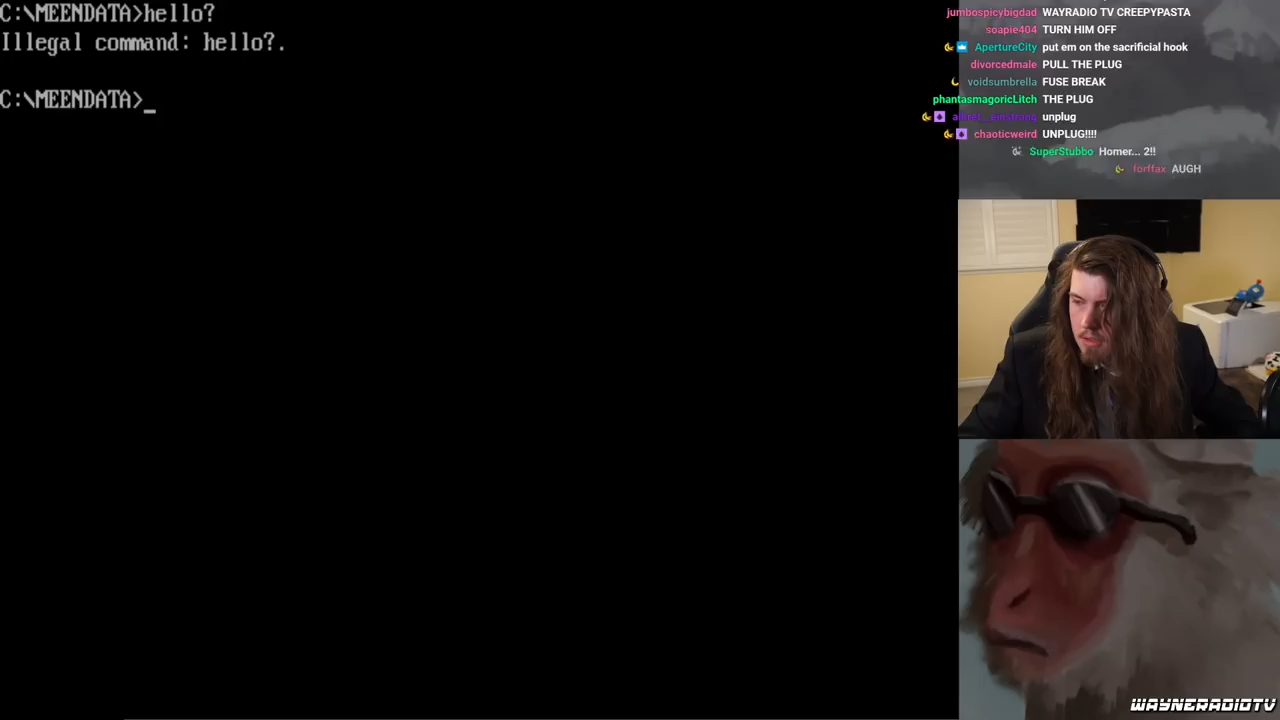 C:\MEENDATA>hello?
Illegal command: hello?.
C:\MEENDATA>_
jumbospicybigdad WAYRADIO TV CREEPYPASTA
soapie404 TURN HIM OFF
ApertureCity put em on the sacrificial hook
divorcedmale PULL THE PLUG
voidsumbrella FUSE BREAK
phantasmagoricLitch THE PLUG
unplug
chaoticweird UNPLUG!!!!
SuperStubbo Homer... 2!!
forffax AUGH
WAYNERADIOTV